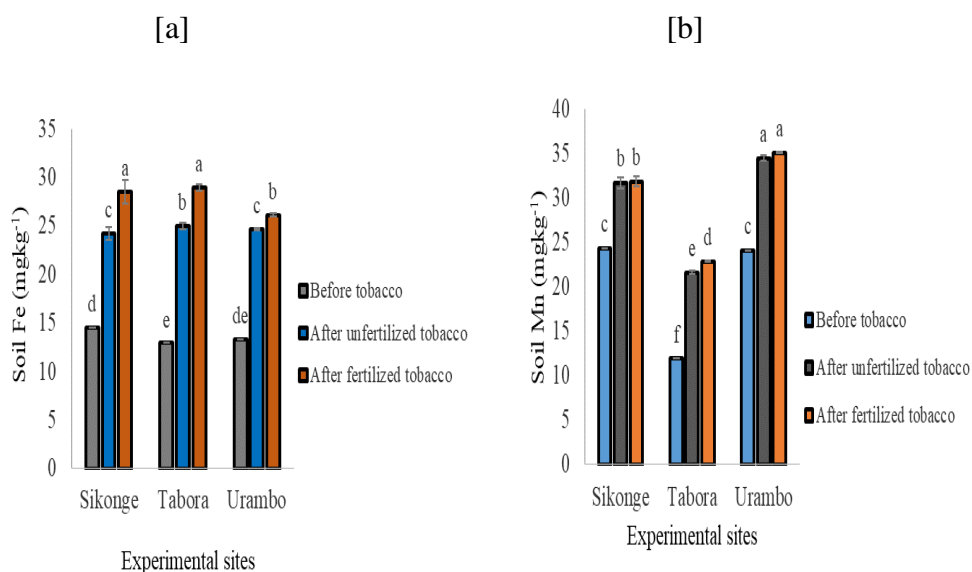 [a]
Soil Fe (mgkg⁻¹)
35
30
25
20
15
10
5
0
d
c
a
e
b
a
de
c
b
Sikonge Tabora Urambo
Experimental sites
Before tobacco
After unfertilized tobacco
After fertilized tobacco
[b]
Soil Mn (mgkg⁻¹)
40
35
30
25
20
15
10
5
0
c
b
b
f
e
d
c
a
a
Sikonge Tabora Urambo
Experimental sites
Before tobacco
After unfertilized tobacco
After fertilized tobacco